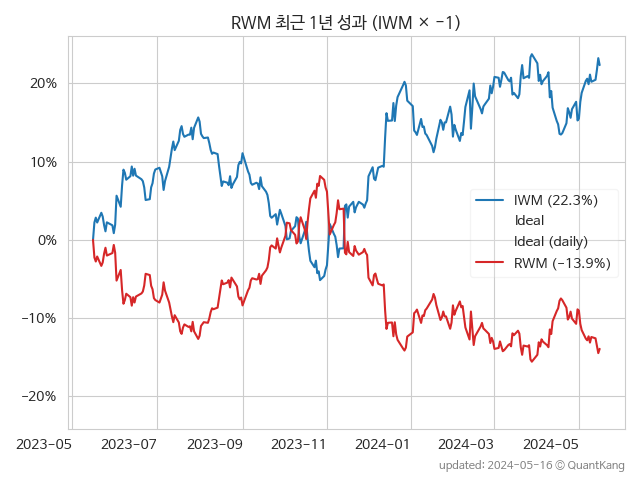 RWM 최근 1년 성과 (IWM × −1)
20%
10%
0%
−10%
−20%
IWM (22.3%)
Ideal
Ideal (daily)
RWM (−13.9%)
2023−05
2023−07
2023−09
2023−11
2024−01
2024−03
2024−05
updated: 2024-05-16 © QuantKang